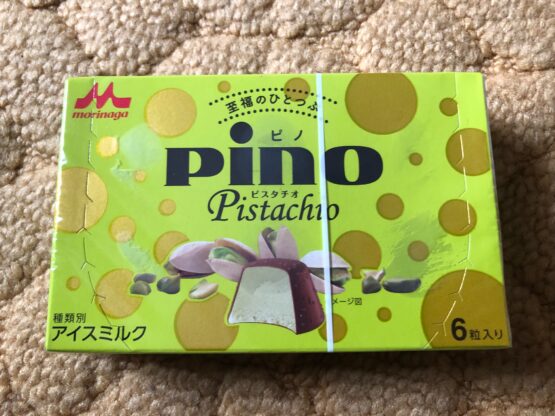 morinaga
至福のひとつぶ
ピノ
pino
ピスタチオ
Pistachio
メージ図
種類別
アイスミルク
6粒入り